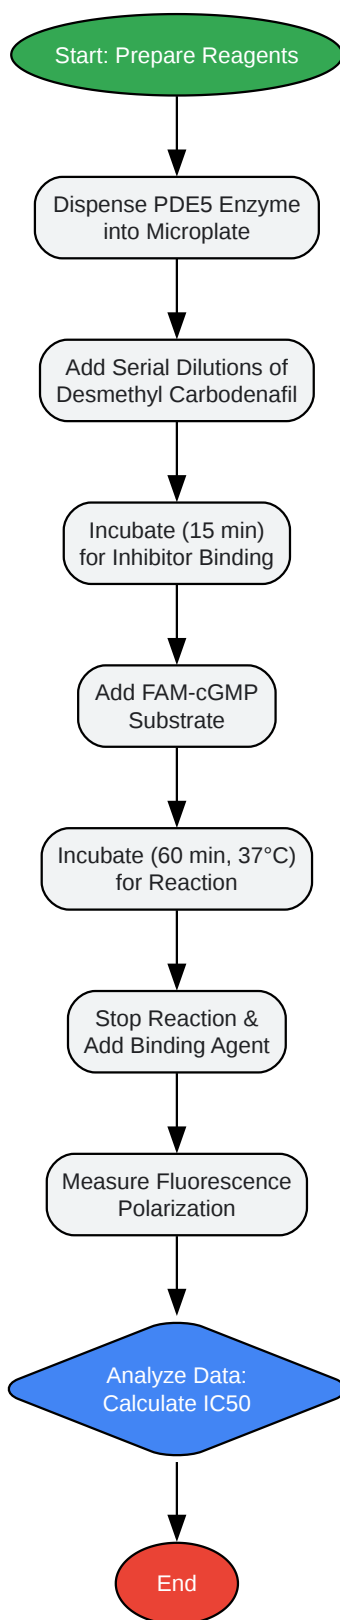 Start: Prepare Reagents
Dispense PDE5 Enzyme
into Microplate
Add Serial Dilutions of
Desmethyl Carbodenafil
Incubate (15 min)
for Inhibitor Binding
Add FAM-cGMP
Substrate
Incubate (60 min, 37°C)
for Reaction
Stop Reaction &
Add Binding Agent
Measure Fluorescence
Polarization
Analyze Data:
Calculate IC50
End